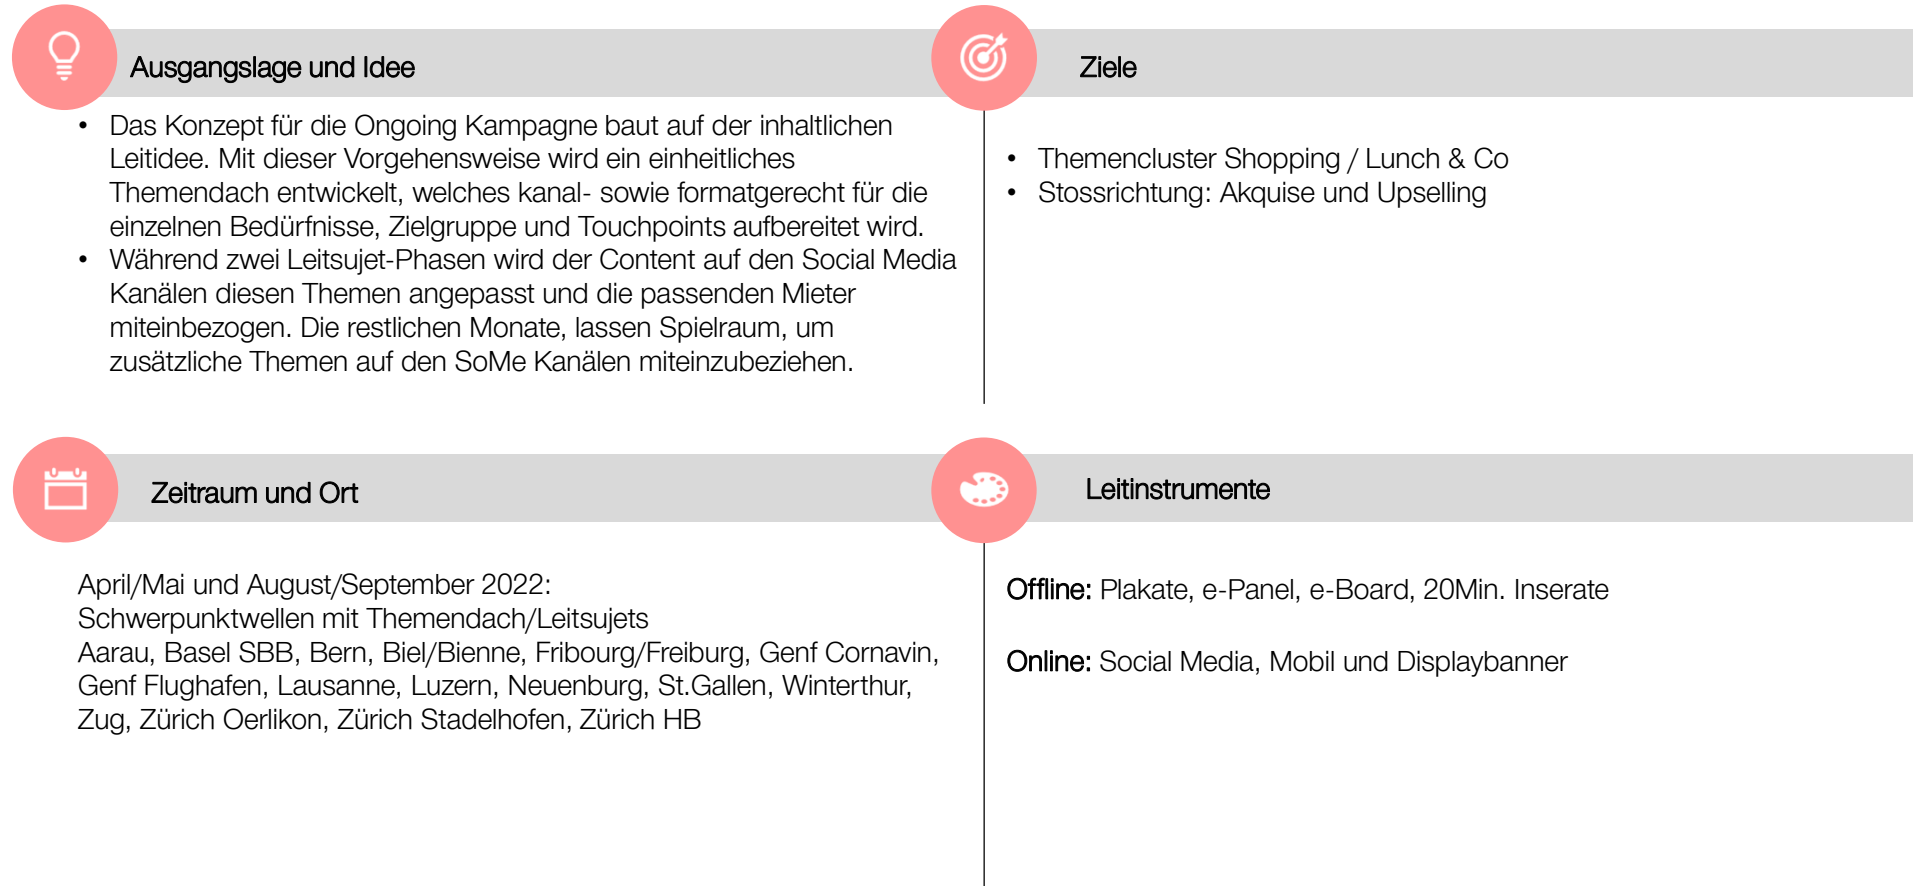 Ausgangslage und Idee
• Das Konzept für die Ongoing Kampagne baut auf der inhaltlichen
Leitidee. Mit dieser Vorgehensweise wird ein einheitliches
Themendach entwickelt, welches kanal- sowie formatgerecht für die
einzelnen Bedürfnisse, Zielgruppe und Touchpoints aufbereitet wird.
• Während zwei Leitsujet-Phasen wird der Content auf den Social Media
Kanälen diesen Themen angepasst und die passenden Mieter
miteinbezogen. Die restlichen Monate, lassen Spielraum, um
zusätzliche Themen auf den SoMe Kanälen miteinzubeziehen.
Ziele
• Themencluster Shopping / Lunch & Co
• Stossrichtung: Akquise und Upselling
Zeitraum und Ort
April/Mai und August/September 2022:
Schwerpunktwellen mit Themendach/Leitsujets
Aarau, Basel SBB, Bern, Biel/Bienne, Fribourg/Freiburg, Genf Cornavin,
Genf Flughafen, Lausanne, Luzern, Neuenburg, St.Gallen, Winterthur,
Zug, Zürich Oerlikon, Zürich Stadelhofen, Zürich HB
Leitinstrumente
Offline: Plakate, e-Panel, e-Board, 20Min. Inserate
Online: Social Media, Mobil und Displaybanner